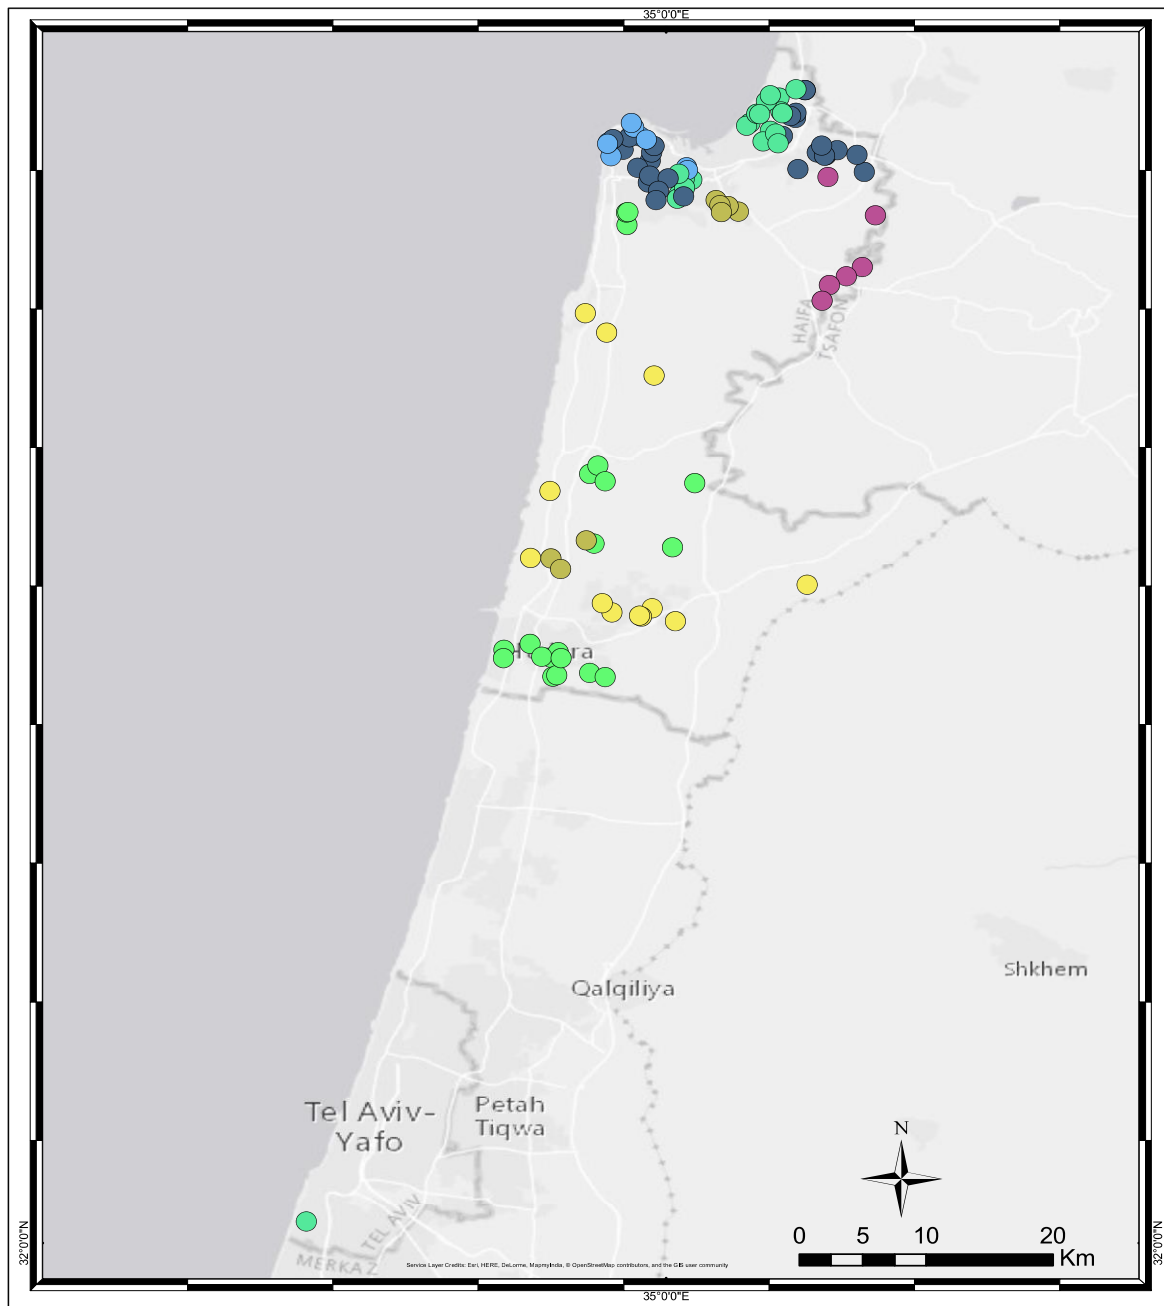 35°0'0"E
HAIFA
TSAFON
Qalqiliya
Shkhem
Tel Aviv-
Yafo
Petah
Tiqwa
N
TEL AVIV
MERKAZ
32°0'0"N
32°0'0"N
0 5 10 20
Km
Service Layer Credits: Esri, HERE, DeLorme, MapmyIndia, © OpenStreetMap contributors, and the GIS user community
35°0'0"E